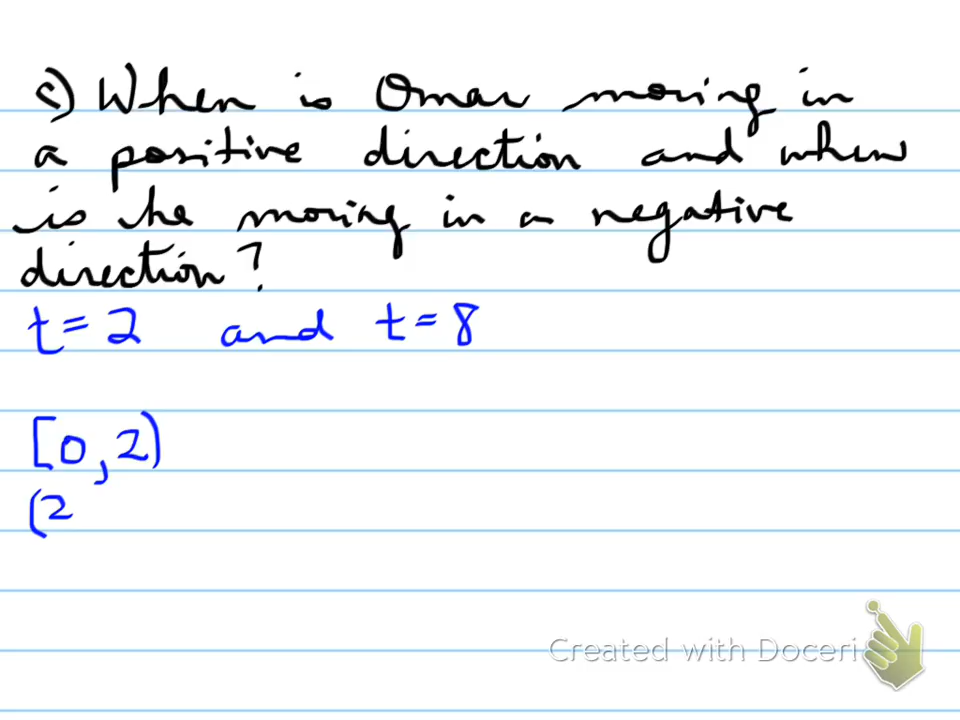 c) When is Omar moving in
a positive direction and when
is he moving in a negative
direction?
t = 2 and t = 8
[0, 2)
(2
Created with Doceri